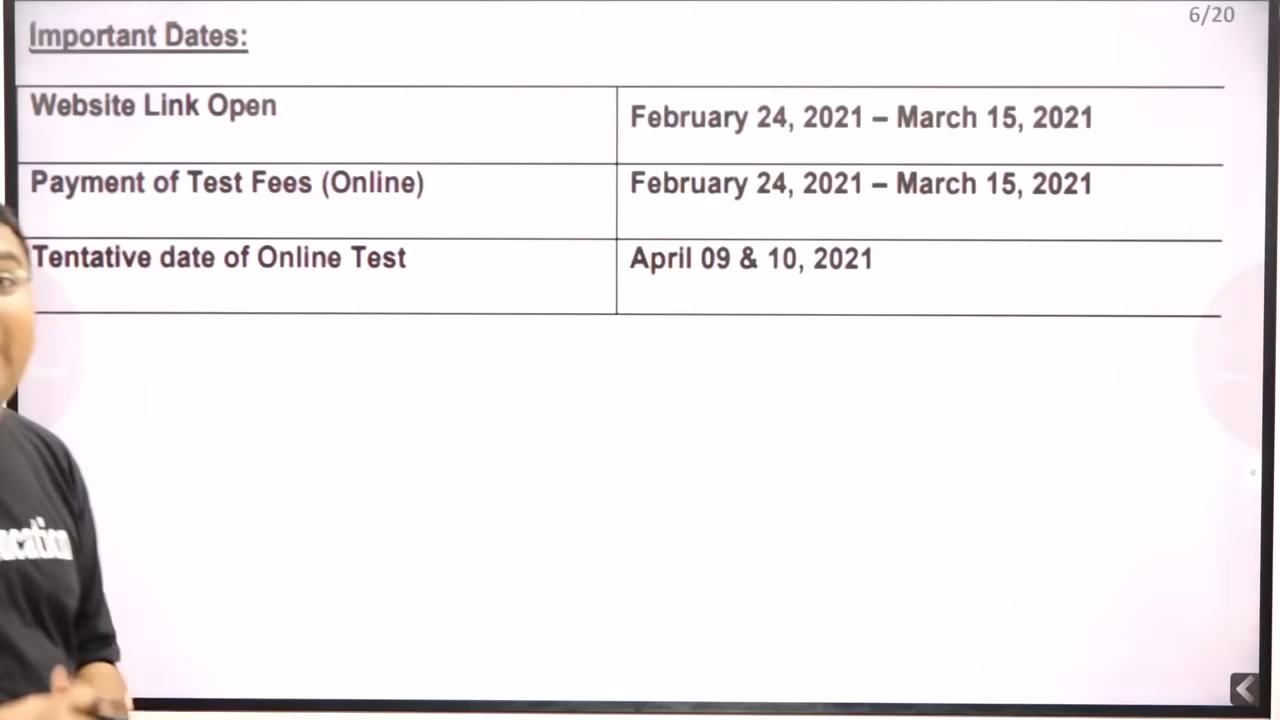 6/20
Important Dates:
Website Link Open
February 24, 2021 – March 15, 2021
Payment of Test Fees (Online)
February 24, 2021 – March 15, 2021
Tentative date of Online Test
April 09 & 10, 2021